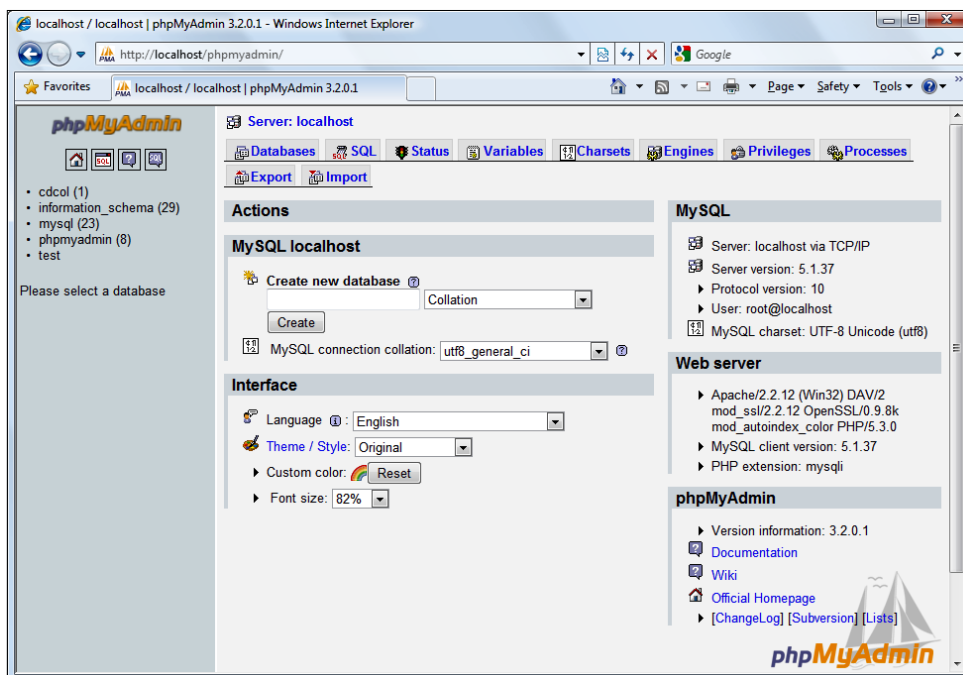 localhost / localhost | phpMyAdmin 3.2.0.1 - Windows Internet Explorer
http://localhost/phpmyadmin/
Google
Favorites
localhost / localhost | phpMyAdmin 3.2.0.1
Page
Safety
Tools
phpMyAdmin
SQL
cdcol (1)
information_schema (29)
mysql (23)
phpmyadmin (8)
test
Please select a database
Server: localhost
Databases SQL Status Variables Charsets Engines Privileges Processes
Export Import
Actions
MySQL localhost
Create new database
Collation
Create
MySQL connection collation: utf8_general_ci
Interface
Language : English
Theme / Style: Original
Custom color: Reset
Font size: 82%
MySQL
Server: localhost via TCP/IP
Server version: 5.1.37
Protocol version: 10
User: root@localhost
MySQL charset: UTF-8 Unicode (utf8)
Web server
Apache/2.2.12 (Win32) DAV/2
mod_ssl/2.2.12 OpenSSL/0.9.8k
mod_autoindex_color PHP/5.3.0
MySQL client version: 5.1.37
PHP extension: mysqli
phpMyAdmin
Version information: 3.2.0.1
Documentation
Wiki
Official Homepage
[ChangeLog] [Subversion] [Lists]
phpMyAdmin